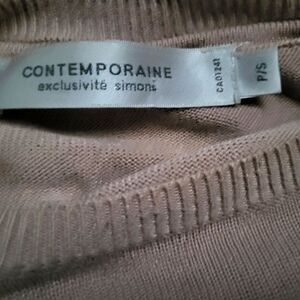 CONTEMPORAINE
exclusivité simons
CA01241
P/S